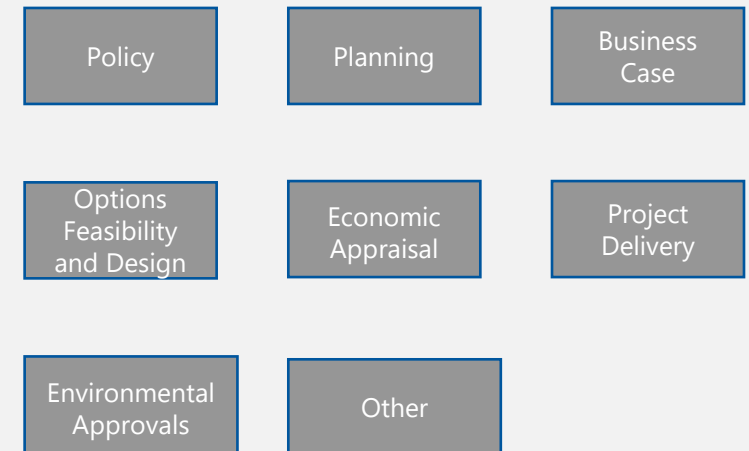 Policy
Planning
Business
Case
Options
Feasibility
and Design
Economic
Appraisal
Project
Delivery
Environmental
Approvals
Other